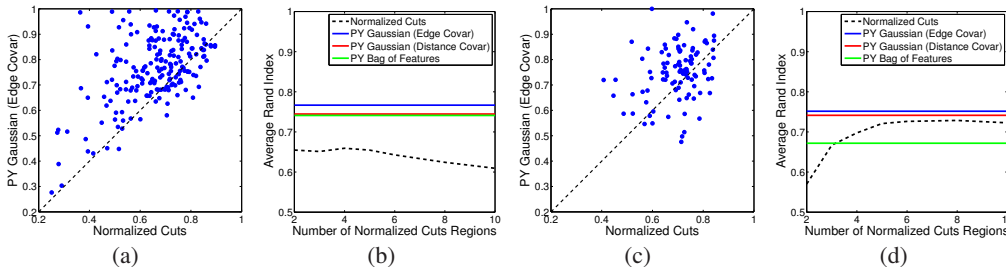 PY Gaussian (Edge Covar)
1
0.9
0.8
0.7
0.6
0.5
0.4
0.3
0.2
0.2 0.4 0.6 0.8 1
Normalized Cuts
(a)
Average Rand Index
1
0.9
0.8
0.7
0.6
0.5
2 4 6 8 10
Number of Normalized Cuts Regions
Normalized Cuts
PY Gaussian (Edge Covar)
PY Gaussian (Distance Covar)
PY Bag of Features
(b)
PY Gaussian (Edge Covar)
1
0.9
0.8
0.7
0.6
0.5
0.4
0.3
0.2
0.2 0.4 0.6 0.8 1
Normalized Cuts
(c)
Average Rand Index
1
0.9
0.8
0.7
0.6
0.5
2 4 6 8 10
Number of Normalized Cuts Regions
Normalized Cuts
PY Gaussian (Edge Covar)
PY Gaussian (Distance Covar)
PY Bag of Features
(d)